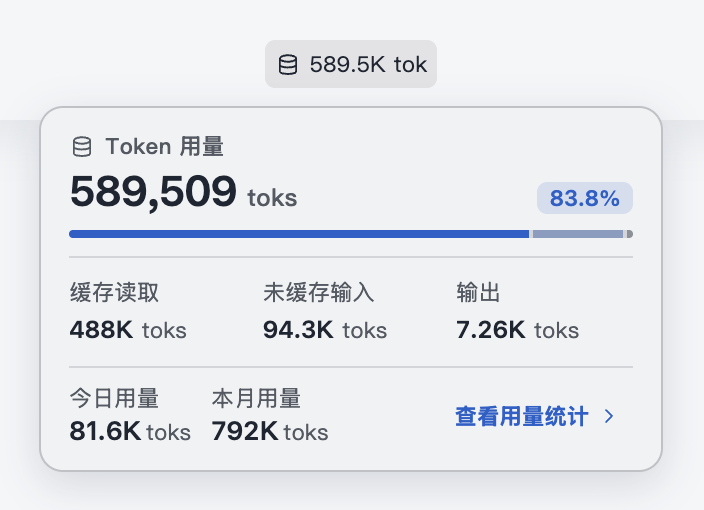 589.5K tok
Token 用量
589,509 toks
83.8%
缓存读取 未缓存输入 输出
488K toks 94.3K toks 7.26K toks
今日用量 本月用量
81.6K toks 792K toks
查看用量统计